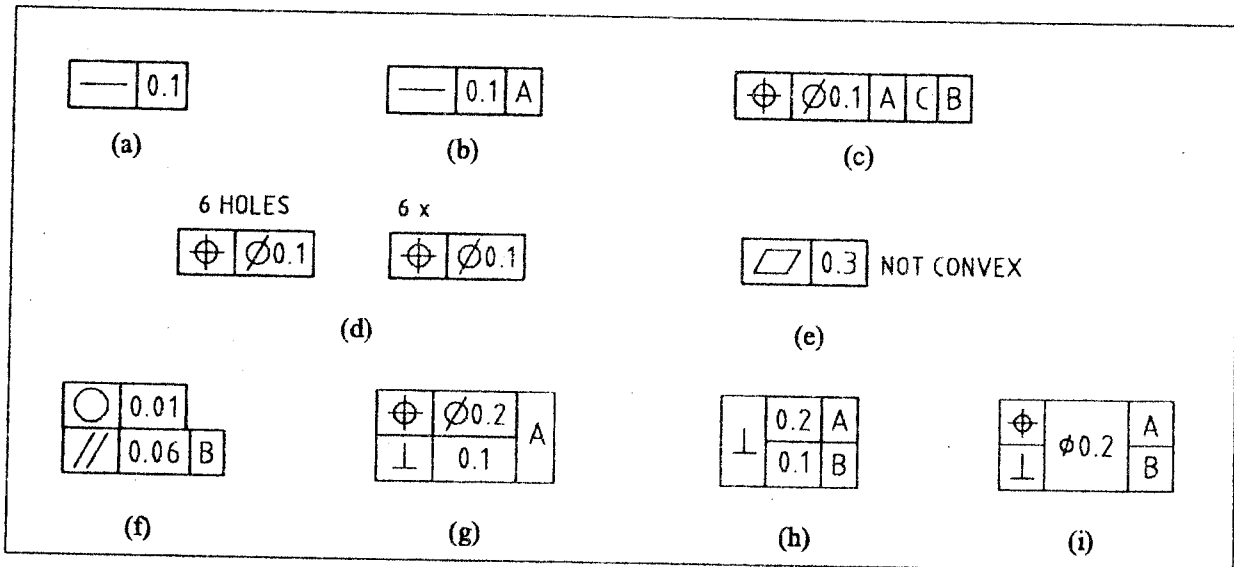 — 0.1
— 0.1 A
⌖ Ø0.1 A C B
(a)
(b)
(c)
6 HOLES
6 x
⌖ Ø0.1
⌖ Ø0.1
▱ 0.3 NOT CONVEX
(d)
(e)
○ 0.01
// 0.06 B
⌖ Ø0.2 A
⊥ 0.1
⊥ 0.2 A
0.1 B
⌖ ϕ0.2 A
⊥ B
(f)
(g)
(h)
(i)